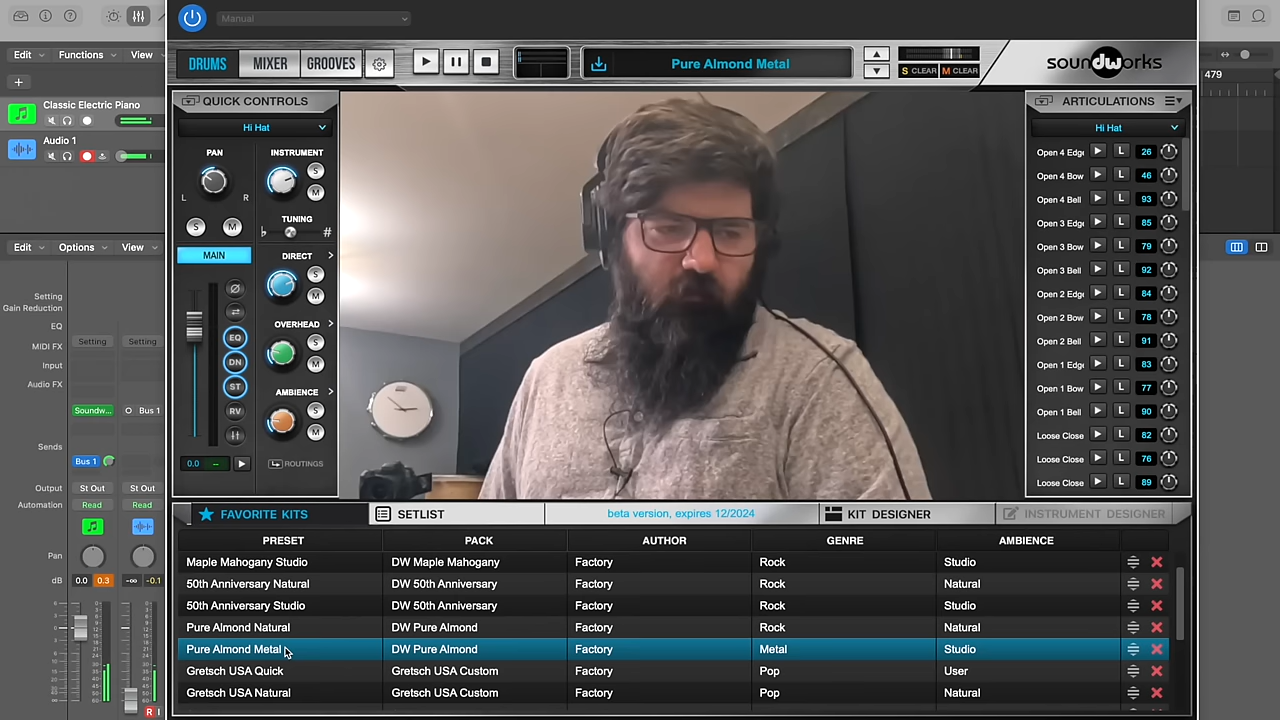 Manual
Edit Functions View
DRUMS MIXER GROOVES Pure Almond Metal S CLEAR M CLEAR soundworks
479
Classic Electric Piano
Audio 1
QUICK CONTROLS
Hi Hat
PAN INSTRUMENT
S
L R M
TUNING
S M
MAIN DIRECT
S
M
OVERHEAD
EQ S
DN M
ST AMBIENCE
RV S
M
0.0 -- ROUTINGS
ARTICULATIONS
Hi Hat
Open 4 Edge L 26
Open 4 Bow L 46
Open 4 Bell L 93
Open 3 Edge L 85
Open 3 Bow L 79
Open 3 Bell L 92
Open 2 Edge L 84
Open 2 Bow L 78
Open 2 Bell L 91
Open 1 Edge L 83
Open 1 Bow L 77
Open 1 Bell L 90
Loose Close L 82
Loose Close L 76
Loose Close L 89
Edit Options View
Setting
Gain Reduction
EQ
MIDI FX Setting Setting
Input
Audio FX
Soundw... Bus 1
Sends
Bus 1
Output St Out St Out
Automation Read Read
Pan
dB 0.0 0.3 -∞ -0.1
R I
FAVORITE KITS SETLIST beta version, expires 12/2024 KIT DESIGNER INSTRUMENT DESIGNER
PRESET PACK AUTHOR GENRE AMBIENCE
Maple Mahogany Studio DW Maple Mahogany Factory Rock Studio
50th Anniversary Natural DW 50th Anniversary Factory Rock Natural
50th Anniversary Studio DW 50th Anniversary Factory Rock Studio
Pure Almond Natural DW Pure Almond Factory Rock Natural
Pure Almond Metal DW Pure Almond Factory Metal Studio
Gretsch USA Quick Gretsch USA Custom Factory Pop User
Gretsch USA Natural Gretsch USA Custom Factory Pop Natural